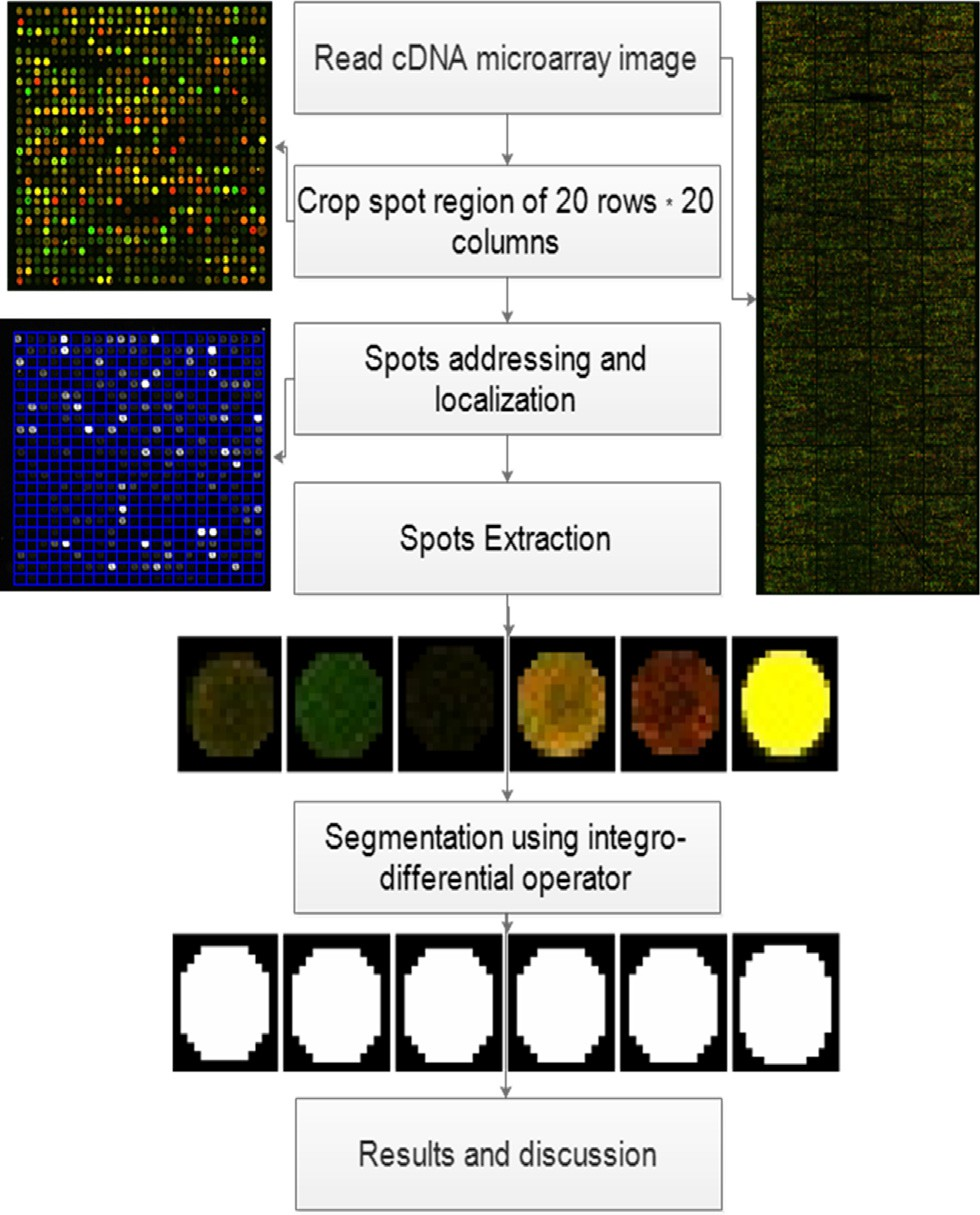 Read cDNA microarray image
Crop spot region of 20 rows * 20
columns
Spots addressing and
localization
Spots Extraction
Segmentation using integro-
differential operator
Results and discussion